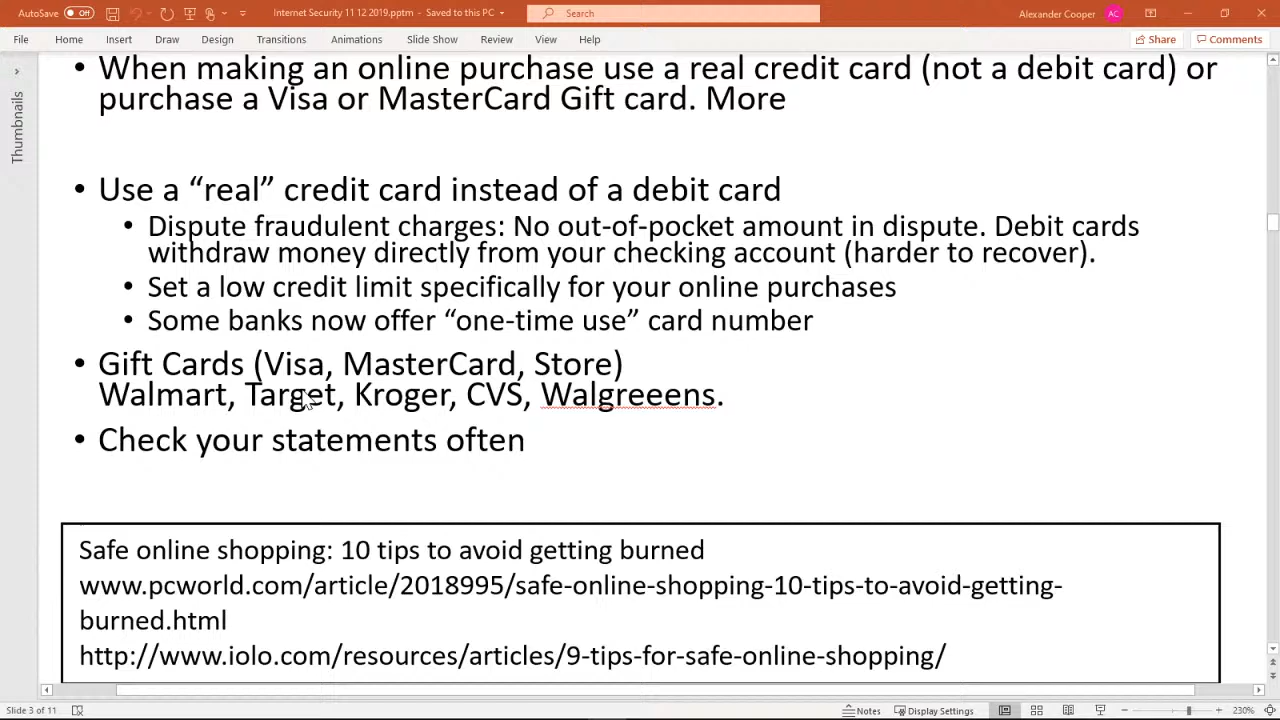 AutoSave Off Internet Security 11 12 2019.pptm - Saved to this PC Search Alexander Cooper AC
File Home Insert Draw Design Transitions Animations Slide Show Review View Help Share Comments
Thumbnails
• When making an online purchase use a real credit card (not a debit card) or
purchase a Visa or MasterCard Gift card. More
• Use a “real” credit card instead of a debit card
• Dispute fraudulent charges: No out-of-pocket amount in dispute. Debit cards
withdraw money directly from your checking account (harder to recover).
• Set a low credit limit specifically for your online purchases
• Some banks now offer “one-time use” card number
• Gift Cards (Visa, MasterCard, Store)
Walmart, Target, Kroger, CVS, Walgreeens.
• Check your statements often
Safe online shopping: 10 tips to avoid getting burned
www.pcworld.com/article/2018995/safe-online-shopping-10-tips-to-avoid-getting-
burned.html
http://www.iolo.com/resources/articles/9-tips-for-safe-online-shopping/
Slide 3 of 11 Notes Display Settings 230%